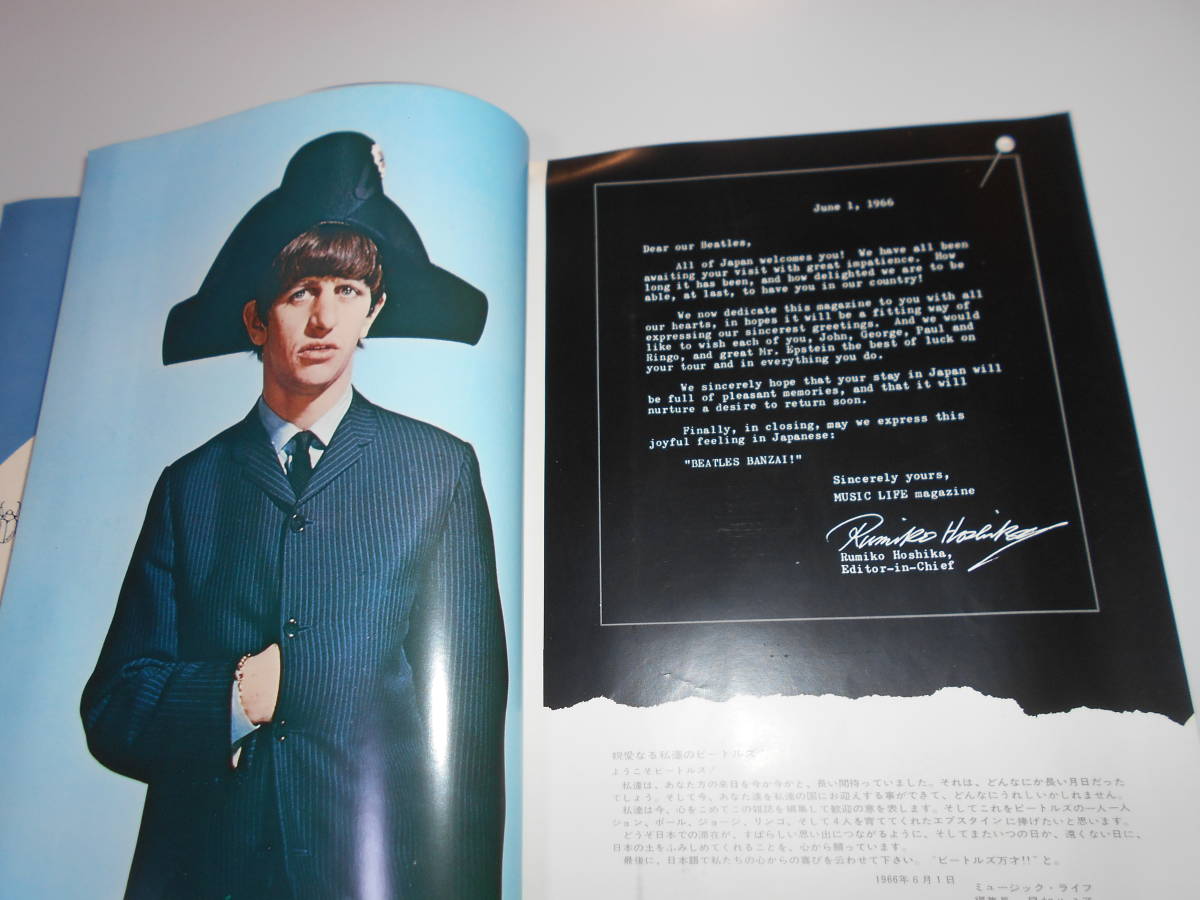 June 1, 1966
Dear our Beatles,
All of Japan welcomes you! We have all been
awaiting your visit with great impatience. How
long it has been, and how delighted we are to be
able, at last, to have you in our country!
We now dedicate this magazine to you with all
our hearts, in hopes it will be a fitting way of
expressing our sincerest greetings. And we would
like to wish each of you, John, George, Paul and
Ringo, and great Mr. Epstein the best of luck on
your tour and in everything you do.
We sincerely hope that your stay in Japan will
be full of pleasant memories, and that it will
nurture a desire to return soon.
Finally, in closing, may we express this
joyful feeling in Japanese:
"BEATLES BANZAI!"
Sincerely yours,
MUSIC LIFE magazine
Rumiko Hoshika
Rumiko Hoshika,
Editor-in-Chief
親愛なる私達のビートルズ
ようこそビートルズ!
私達は、あなた方の来日を今か今かと、長い間待っていました。それは、どんなにか長い月日だった
でしょう。そして今、あなた達を私達の国にお迎えする事ができて、どんなにうれしいかしれません。
私達は今、心をこめてこの雑誌を編集して歓迎の意を表します。そしてこれをビートルズの一人一人
ジョン、ポール、ジョージ、リンゴ、そして4人を育ててくれたエプスタインに捧げたいと思います。
どうぞ日本での滞在が、すばらしい思い出につながるように、そしてまたいつの日か、遠くない日に、
日本の土をふみしめてくれることを、心から願っています。
最後に、日本語で私たちの心からの喜びを云わせて下さい。"ビートルズ万才!!"と。
1966年6月1日
ミュージック・ライフ